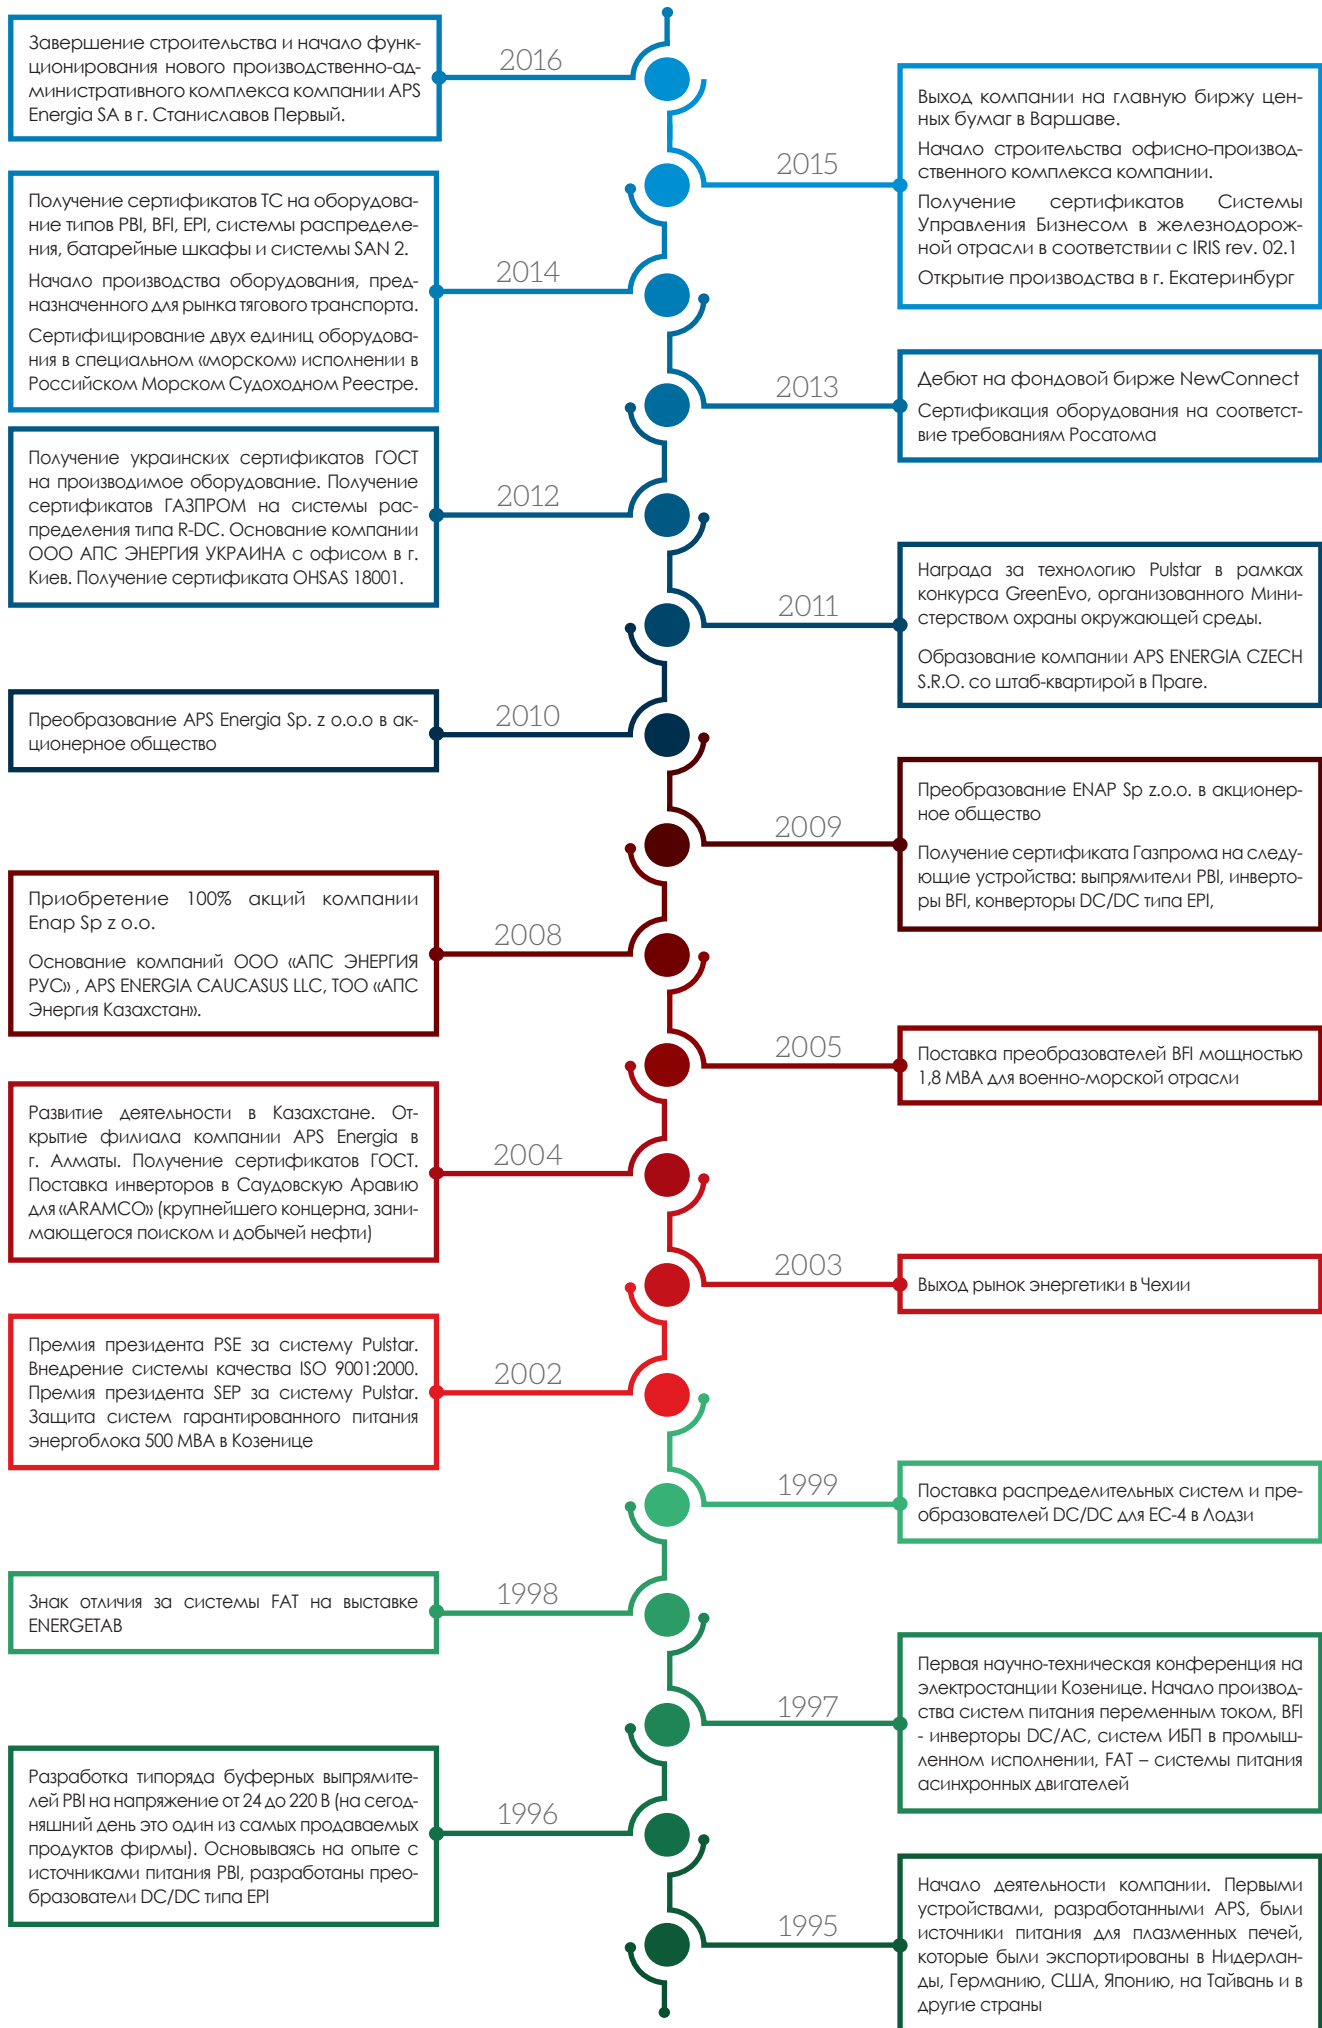 2016
Завершение строительства и начало функ-
ционирования нового производственно-ад-
министративного комплекса компании APS
Energia SA в г. Станиславов Первый.
2015
Выход компании на главную биржу цен-
ных бумаг в Варшаве.
Начало строительства офисно-производ-
ственного комплекса компании.
Получение сертификатов Системы
Управления Бизнесом в железнодорож-
ной отрасли в соответствии с IRIS rev. 02.1
Открытие производства в г. Екатеринбург
2014
Получение сертификатов ТС на оборудова-
ние типов PBI, BFI, EPI, системы распределе-
ния, батарейные шкафы и системы SAN 2.
Начало производства оборудования, пред-
назначенного для рынка тягового транспорта.
Сертифицирование двух единиц оборудова-
ния в специальном «морском» исполнении в
Российском Морском Судоходном Реестре.
2013
Дебют на фондовой бирже NewConnect
Сертификация оборудования на соответст-
вие требованиям Росатома
2012
Получение украинских сертификатов ГОСТ
на производимое оборудование. Получение
сертификатов ГАЗПРОМ на системы рас-
пределения типа R-DC. Основание компании
ООО АПС ЭНЕРГИЯ УКРАИНА с офисом в г.
Киев. Получение сертификата OHSAS 18001.
2011
Награда за технологию Pulstar в рамках
конкурса GreenEvo, организованного Мини-
стерством охраны окружающей среды.
Образование компании APS ENERGIA CZECH
S.R.O. со штаб-квартирой в Праге.
2010
Преобразование APS Energia Sp. z o.o.o в ак-
ционерное общество
2009
Преобразование ENAP Sp z.o.o. в акционер-
ное общество
Получение сертификата Газпрома на следу-
ющие устройства: выпрямители PBI, инверто-
ры BFI, конверторы DC/DC типа EPI,
2008
Приобретение 100% акций компании
Enap Sp z o.o.
Основание компаний ООО «АПС ЭНЕРГИЯ
РУС» , APS ENERGIA CAUCASUS LLC, ТОО «АПС
Энергия Казахстан».
2005
Поставка преобразователей BFI мощностью
1,8 МВА для военно-морской отрасли
2004
Развитие деятельности в Казахстане. От-
крытие филиала компании APS Energia в
г. Алматы. Получение сертификатов ГОСТ.
Поставка инверторов в Саудовскую Аравию
для «ARAMCO» (крупнейшего концерна, зани-
мающегося поиском и добычей нефти)
2003
Выход рынок энергетики в Чехии
2002
Премия президента PSE за систему Pulstar.
Внедрение системы качества ISO 9001:2000.
Премия президента SEP за систему Pulstar.
Защита систем гарантированного питания
энергоблока 500 МВА в Козенице
1999
Поставка распределительных систем и пре-
образователей DC/DC для ЕС-4 в Лодзи
1998
Знак отличия за системы FAT на выставке
ENERGETAB
1997
Первая научно-техническая конференция на
электростанции Козенице. Начало производ-
ства систем питания переменным током, BFI
- инверторы DC/AC, систем ИБП в промыш-
ленном исполнении, FAT – системы питания
асинхронных двигателей
1996
Разработка типоряда буферных выпрямите-
лей PBI на напряжение от 24 до 220 В (на сегод-
няшний день это один из самых продаваемых
продуктов фирмы). Основываясь на опыте с
источниками питания PBI, разработаны прео-
бразователи DC/DC типа EPI
1995
Начало деятельности компании. Первыми
устройствами, разработанными APS, были
источники питания для плазменных печей,
которые были экспортированы в Нидерлан-
ды, Германию, США, Японию, на Тайвань и в
другие страны